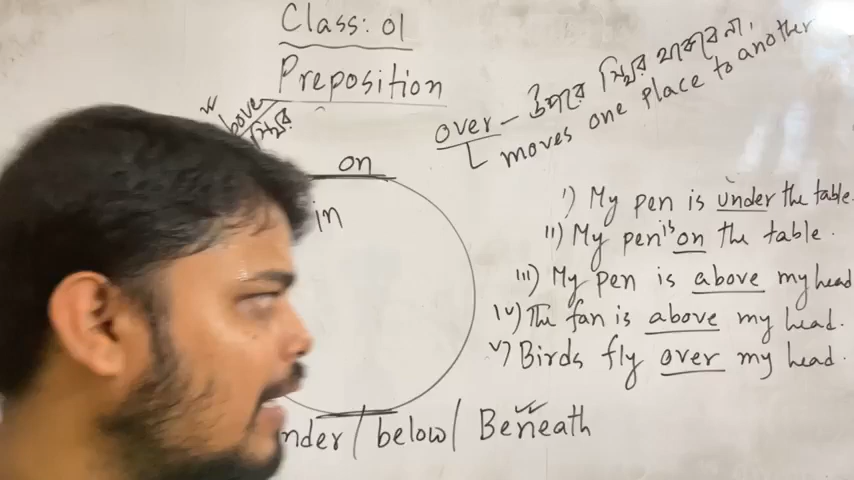 Class: 01
Preposition
above
স্থির
over – উপরে স্থির থাকবে না।
moves one place to another
on
in
i) My pen is under the table.
ii) My pen is on the table.
iii) My pen is above my head
iv) The fan is above my head.
v) Birds fly over my head.
nder / below / Beneath